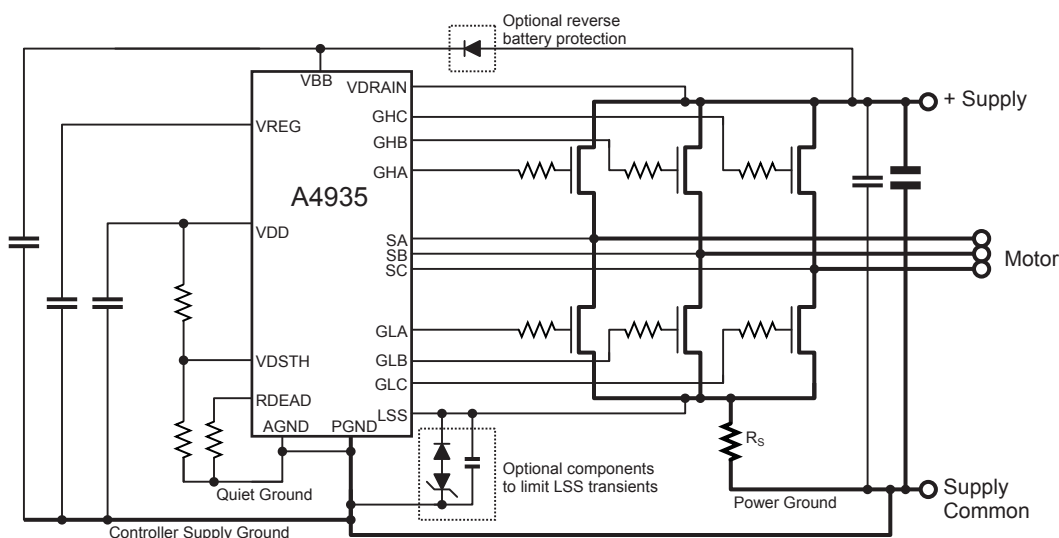 Optional reverse
battery protection
VBB
VDRAIN
+ Supply
GHC
VREG
GHB
GHA
A4935
VDD
SA
SB
SC
Motor
GLA
VDSTH
GLB
GLC
RDEAD
LSS
AGND
PGND
RS
Optional components
to limit LSS transients
Quiet Ground
Power Ground
Supply
Common
Controller Supply Ground